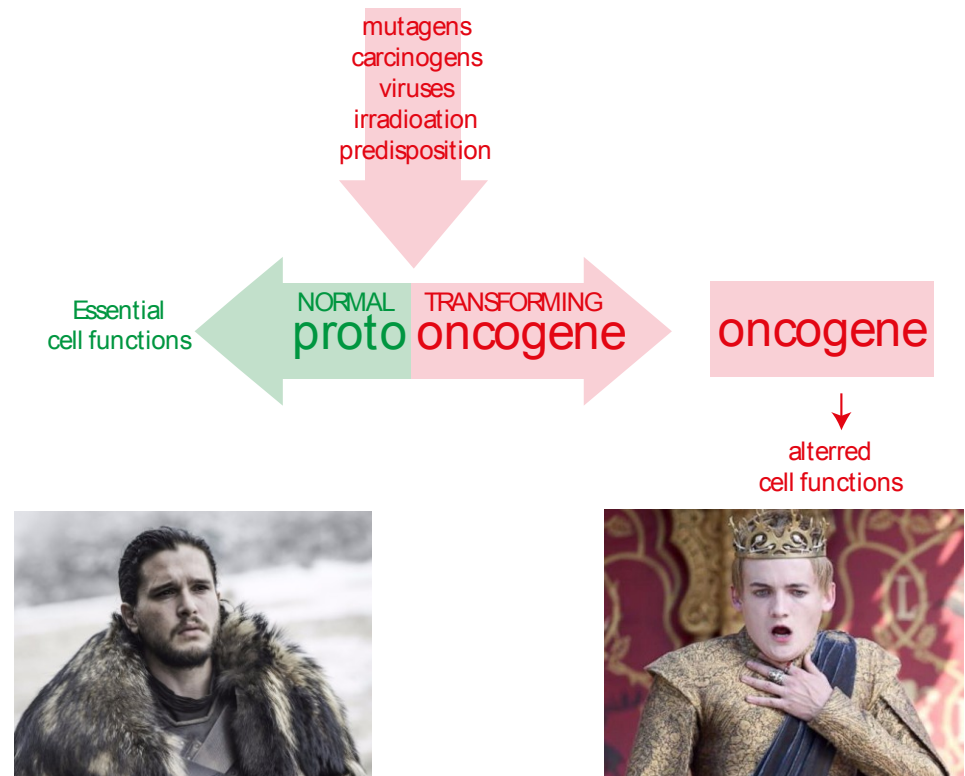 mutagens
carcinogens
viruses
irradioation
predisposition
Essential
cell functions
NORMAL TRANSFORMING
proto oncogene
oncogene
alterred
cell functions
L